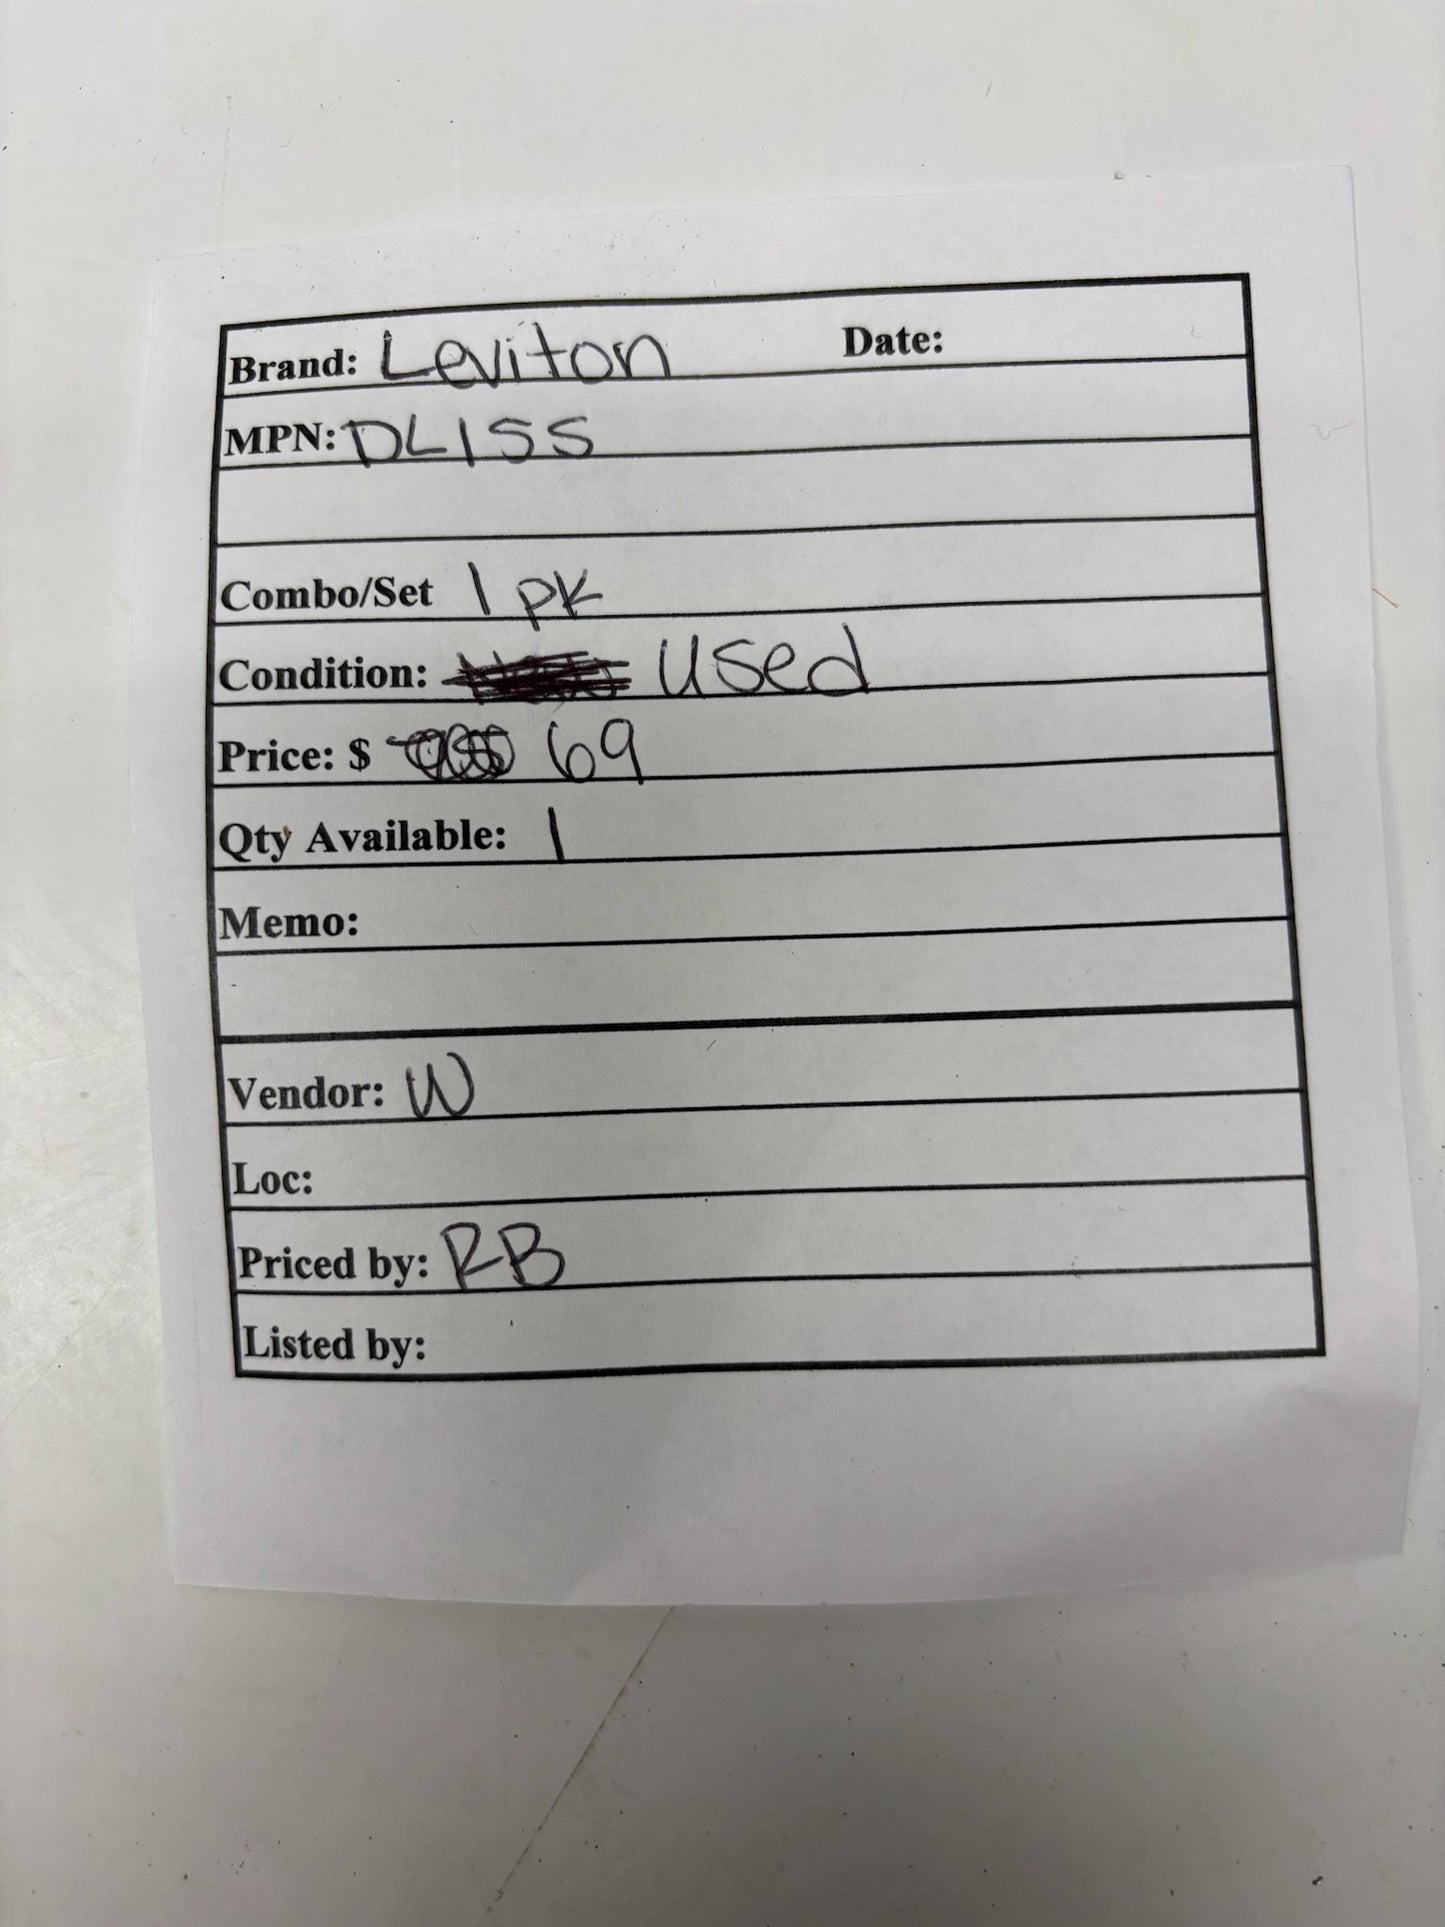 Brand: Leviton Date:
MPN: DL1SS
Combo/Set 1 PK
Condition: Used
Price: $ 69
Qty Available: 1
Memo:
Vendor: W
Loc:
Priced by: RB
Listed by: